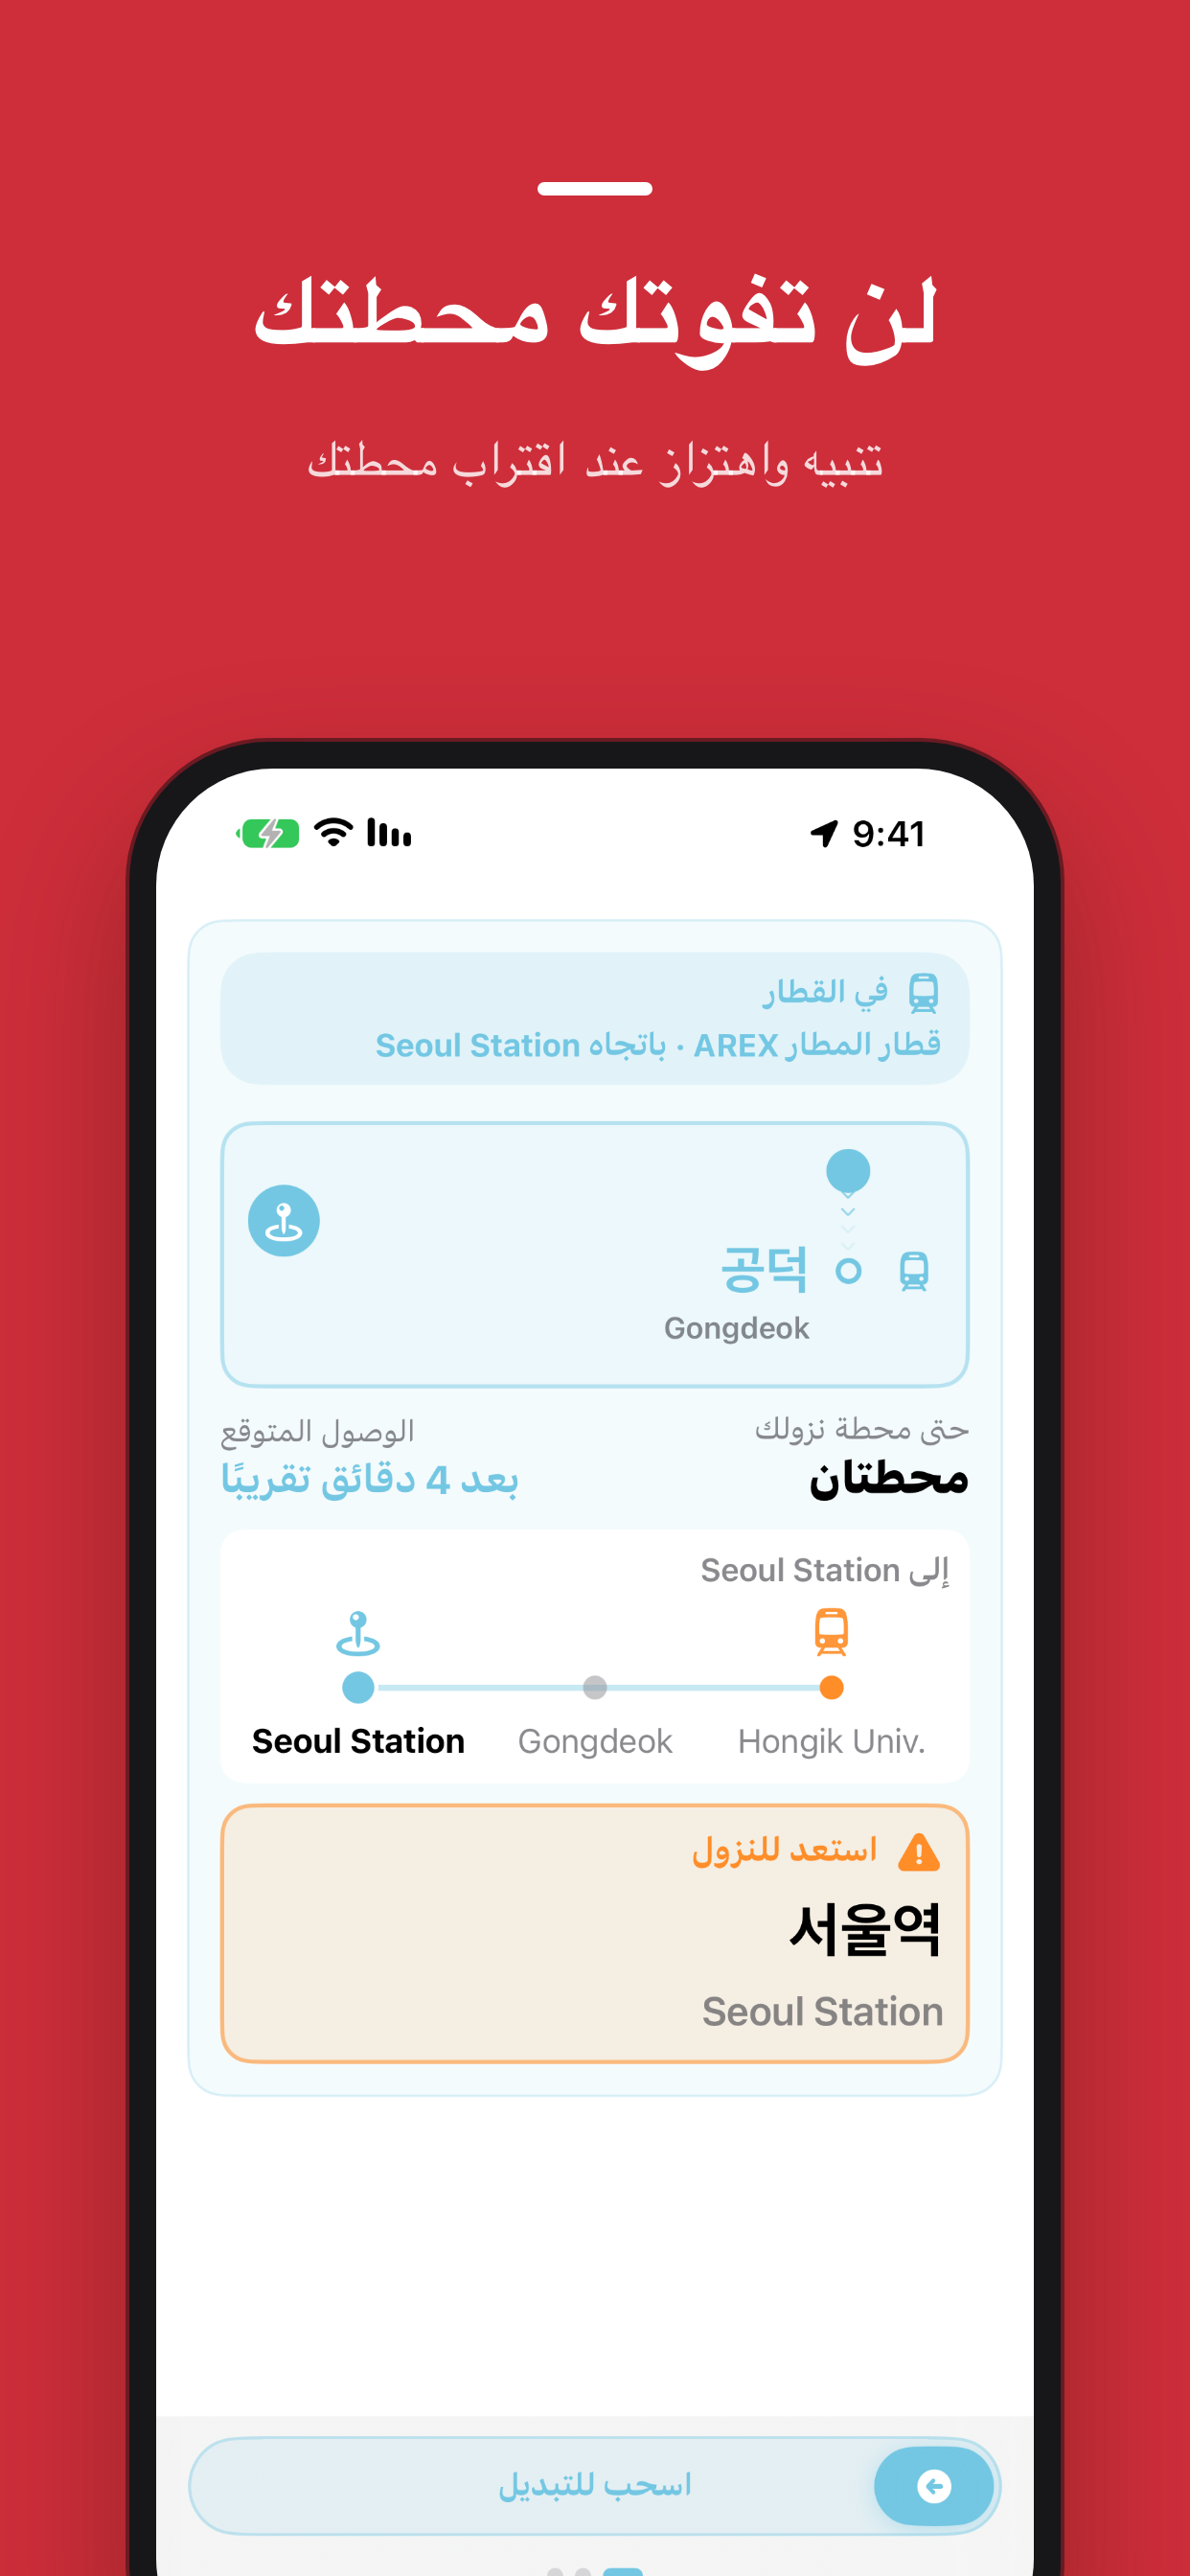 لن تفوتك محطتك
تنبيه واهتزاز عند اقتراب محطتك
9:41
في القطار
قطار المطار AREX · باتجاه Seoul Station
공덕
Gongdeok
حتى محطة نزولك
محطتان
الوصول المتوقع
بعد 4 دقائق تقريبًا
إلى Seoul Station
Hongik Univ.
Gongdeok
Seoul Station
استعد للنزول
서울역
Seoul Station
اسحب للتبديل